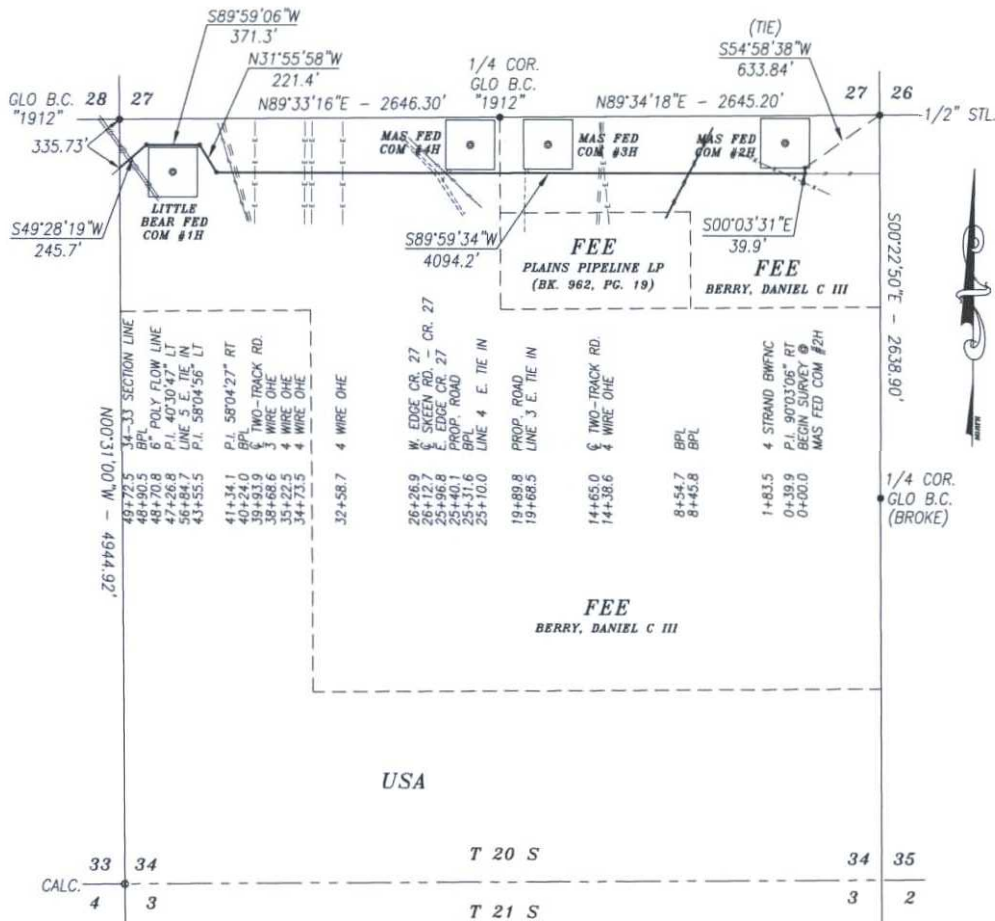 S89°59'06"W
371.3'
N31°55'58"W
221.4'
(TIE)
S54°58'38"W
633.84'
1/4 COR.
GLO B.C.
"1912"
GLO B.C.
"1912"
28 27
N89°33'16"E - 2646.30'
N89°34'18"E - 2645.20'
27 26
1/2" STL.
335.73'
MAS FED
COM #4H
MAS FED
COM #3H
MAS FED
COM #2H
S49°28'19"W
245.7'
LITTLE
BEAR FED
COM #1H
S89°59'34"W
4094.2'
S00°03'31"E
39.9'
FEE
PLAINS PIPELINE LP
(BK. 962, PG. 19)
FEE
BERRY, DANIEL C III
S00°22'50"E - 2638.90'
N00°31'00"W - 4944.92'
49+72.5 34-33 SECTION LINE
48+90.5 BPL
48+70.8 6" POLY FLOW LINE
47+26.8 P.I. 40°30'47" LT
56+84.7 LINE 5 E. TIE IN
43+55.5 P.I. 58°04'56" LT
41+34.1 P.I. 58°04'27" RT
40+24.0 BPL
39+93.9 ℄ TWO-TRACK RD.
38+68.6 3 WIRE OHE
35+22.5 4 WIRE OHE
34+73.5 4 WIRE OHE
32+58.7 4 WIRE OHE
26+26.9 W. EDGE CR. 27
26+12.7 ℄ SKEEN RD. - CR. 27
25+96.8 E. EDGE CR. 27
25+40.1 PROP. ROAD
25+31.6 BPL
25+10.0 LINE 4 E. TIE IN
19+89.8 PROP. ROAD
19+68.5 LINE 3 E. TIE IN
14+65.0 ℄ TWO-TRACK RD.
14+38.6 4 WIRE OHE
8+54.7 BPL
8+45.8 BPL
1+83.5 4 STRAND BWFNC
0+39.9 P.I. 90°03'06" RT
0+00.0 BEGIN SURVEY @
MAS FED COM #2H
1/4 COR.
GLO B.C.
(BROKE)
FEE
BERRY, DANIEL C III
USA
33 34
T 20 S
34 35
CALC.
4 3
T 21 S
3 2